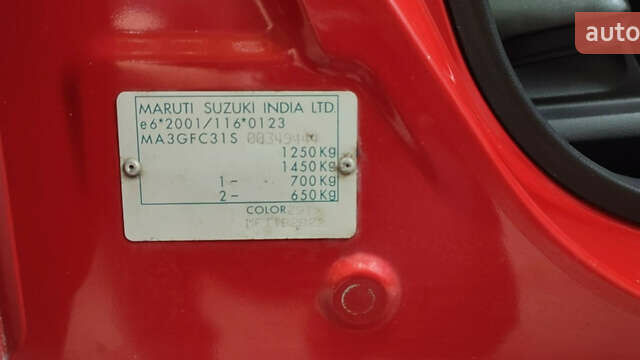 auto
MARUTI SUZUKI INDIA LTD.
e6*2001/116*0123
MA3GFC31S
1250Kg
1450Kg
1– 700Kg
2– 650Kg
COLOR